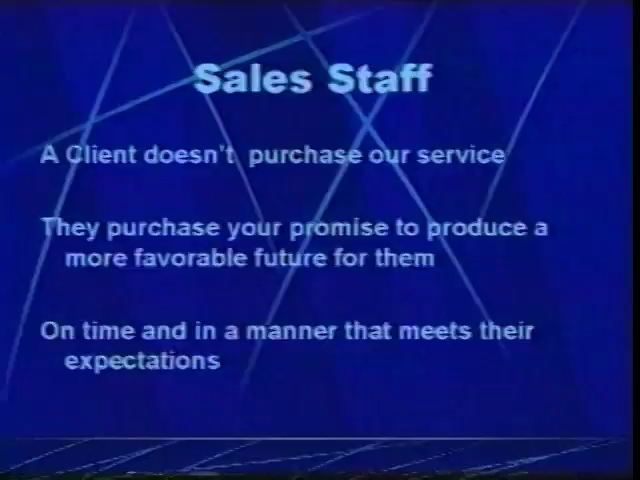 Sales Staff
A Client doesn't purchase our service
They purchase your promise to produce a
more favorable future for them
On time and in a manner that meets their
expectations